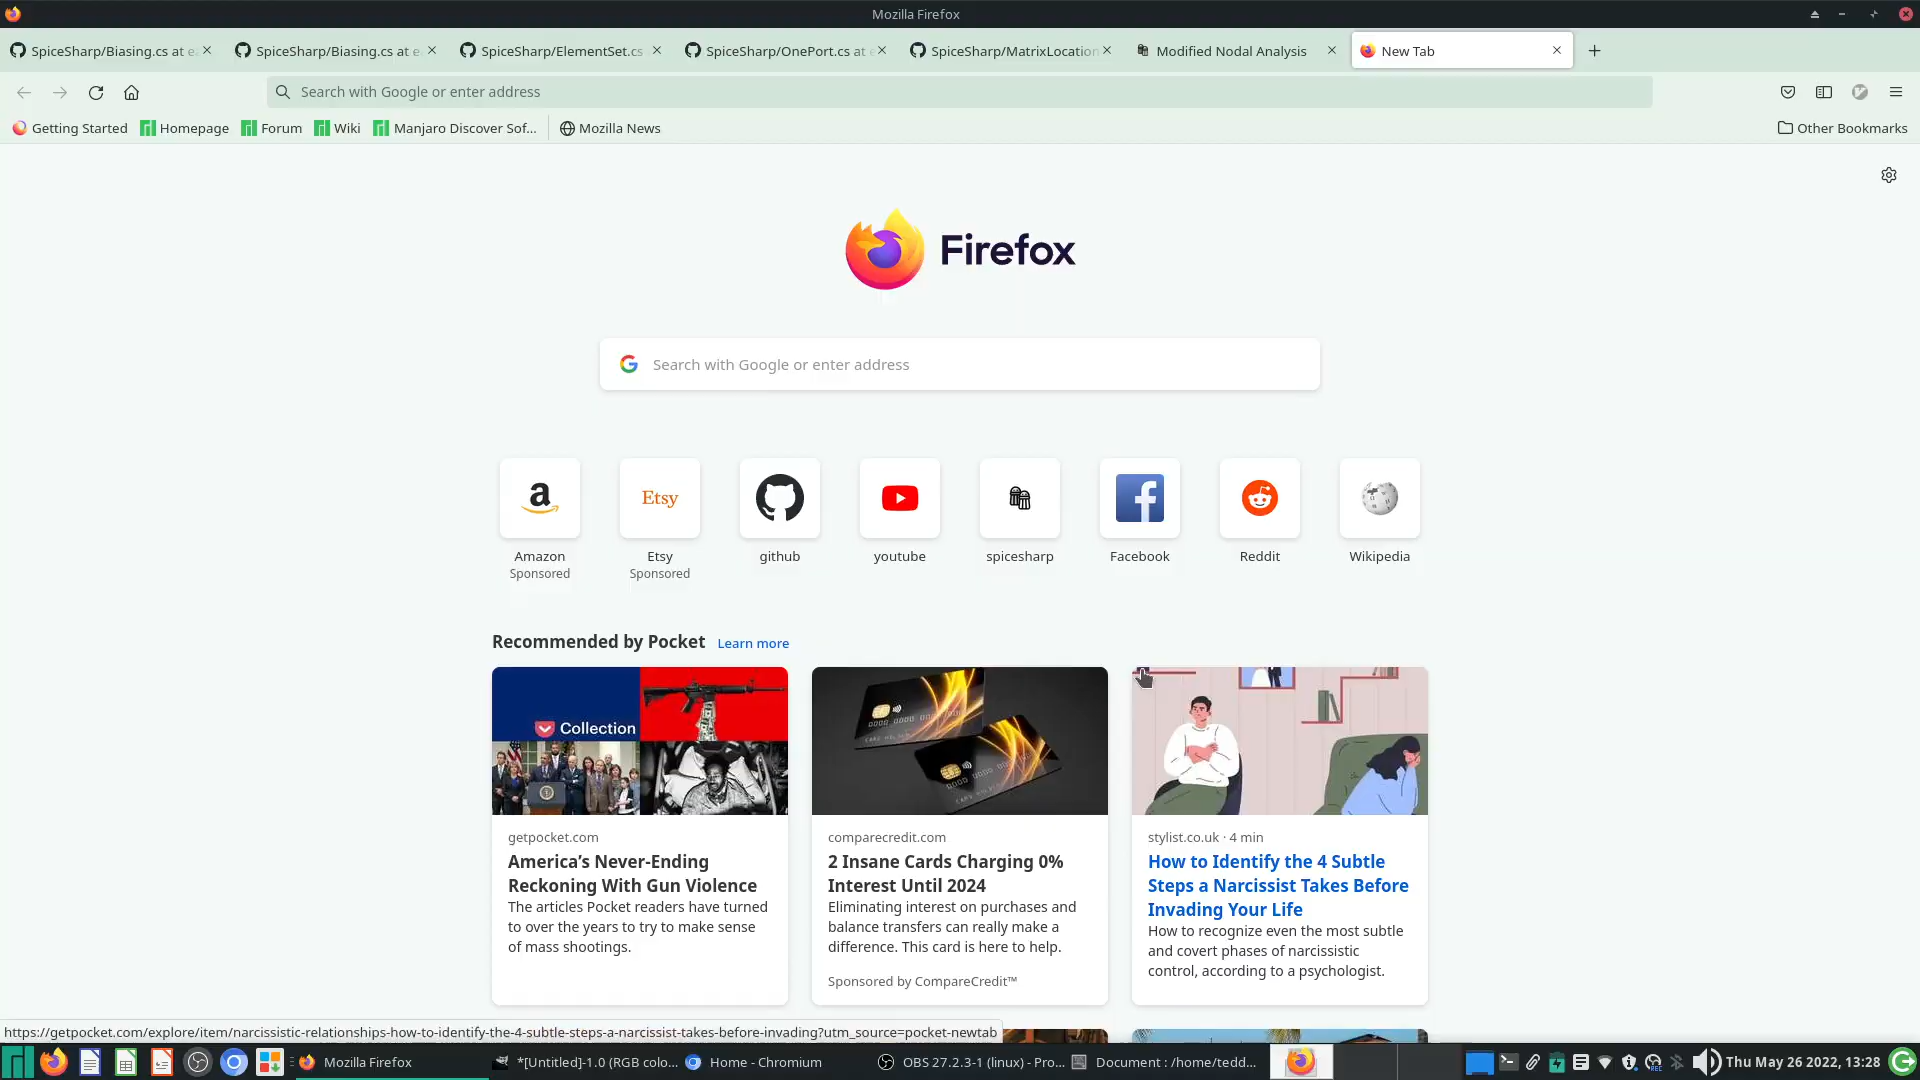 Mozilla Firefox
SpiceSharp/Biasing.cs at e
SpiceSharp/Biasing.cs at e
SpiceSharp/ElementSet.cs
SpiceSharp/OnePort.cs at e
SpiceSharp/MatrixLocation
Modified Nodal Analysis
New Tab
Search with Google or enter address
Getting Started
Homepage
Forum
Wiki
Manjaro Discover Sof...
Mozilla News
Other Bookmarks
Firefox
Search with Google or enter address
Etsy
Amazon
Sponsored
Etsy
Sponsored
github
youtube
spicesharp
Facebook
Reddit
Wikipedia
Recommended by Pocket Learn more
Collection
getpocket.com
America’s Never-Ending
Reckoning With Gun Violence
The articles Pocket readers have turned
to over the years to try to make sense
of mass shootings.
comparecredit.com
2 Insane Cards Charging 0%
Interest Until 2024
Eliminating interest on purchases and
balance transfers can really make a
difference. This card is here to help.
Sponsored by CompareCredit™
stylist.co.uk · 4 min
How to Identify the 4 Subtle
Steps a Narcissist Takes Before
Invading Your Life
How to recognize even the most subtle
and covert phases of narcissistic
control, according to a psychologist.
https://getpocket.com/explore/item/narcissistic-relationships-how-to-identify-the-4-subtle-steps-a-narcissist-takes-before-invading?utm_source=pocket-newtab
Mozilla Firefox
*[Untitled]-1.0 (RGB colo...
Home - Chromium
OBS 27.2.3-1 (linux) - Pro...
Document : /home/tedd...
Thu May 26 2022, 13:28